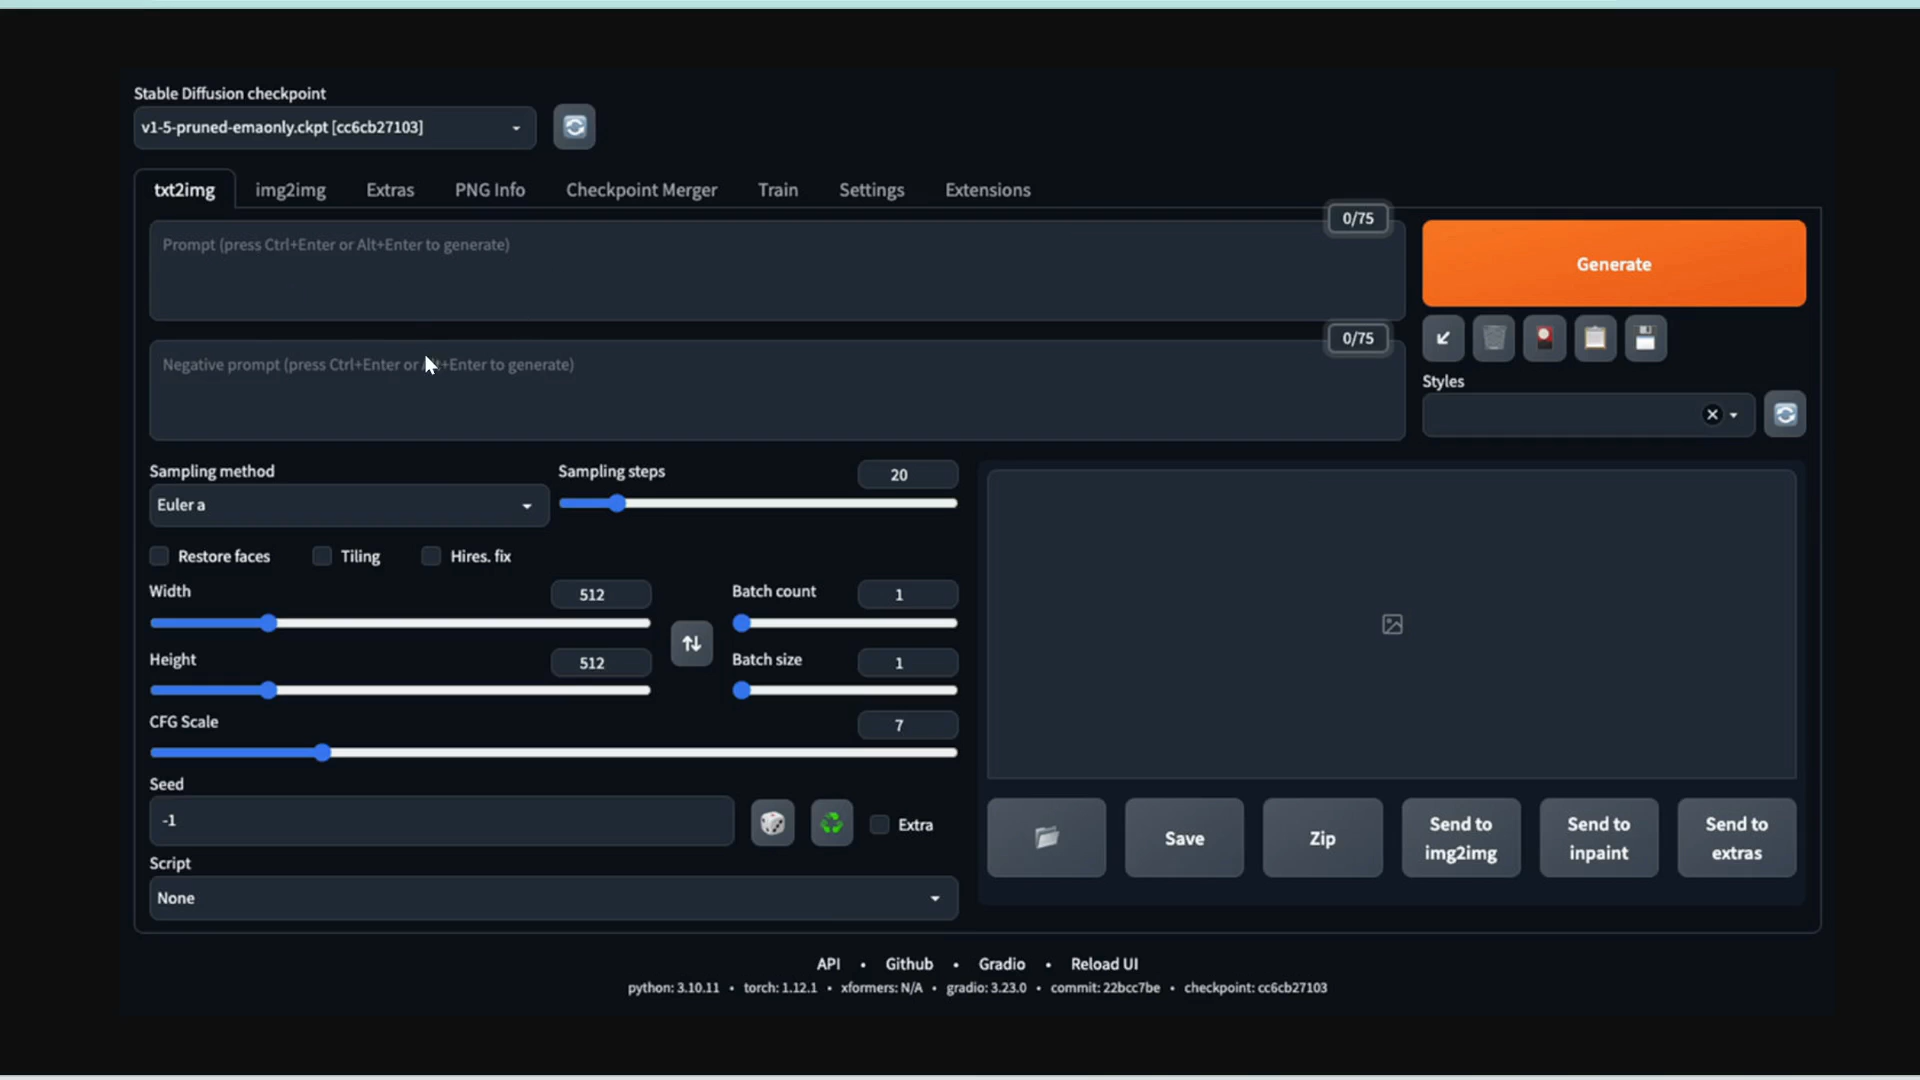 Stable Diffusion checkpoint
v1-5-pruned-emaonly.ckpt [cc6cb27103]
txt2img img2img Extras PNG Info Checkpoint Merger Train Settings Extensions
0/75
Prompt (press Ctrl+Enter or Alt+Enter to generate)
Generate
0/75
Negative prompt (press Ctrl+Enter or Alt+Enter to generate)
Styles
Sampling method
Euler a
Sampling steps
20
Restore faces
Tiling
Hires. fix
Width
512
Batch count
1
Height
512
Batch size
1
CFG Scale
7
Seed
-1
Extra
Script
None
Save
Zip
Send to
img2img
Send to
inpaint
Send to
extras
API • Github • Gradio • Reload UI
python: 3.10.11 • torch: 1.12.1 • xformers: N/A • gradio: 3.23.0 • commit: 22bcc7be • checkpoint: cc6cb27103